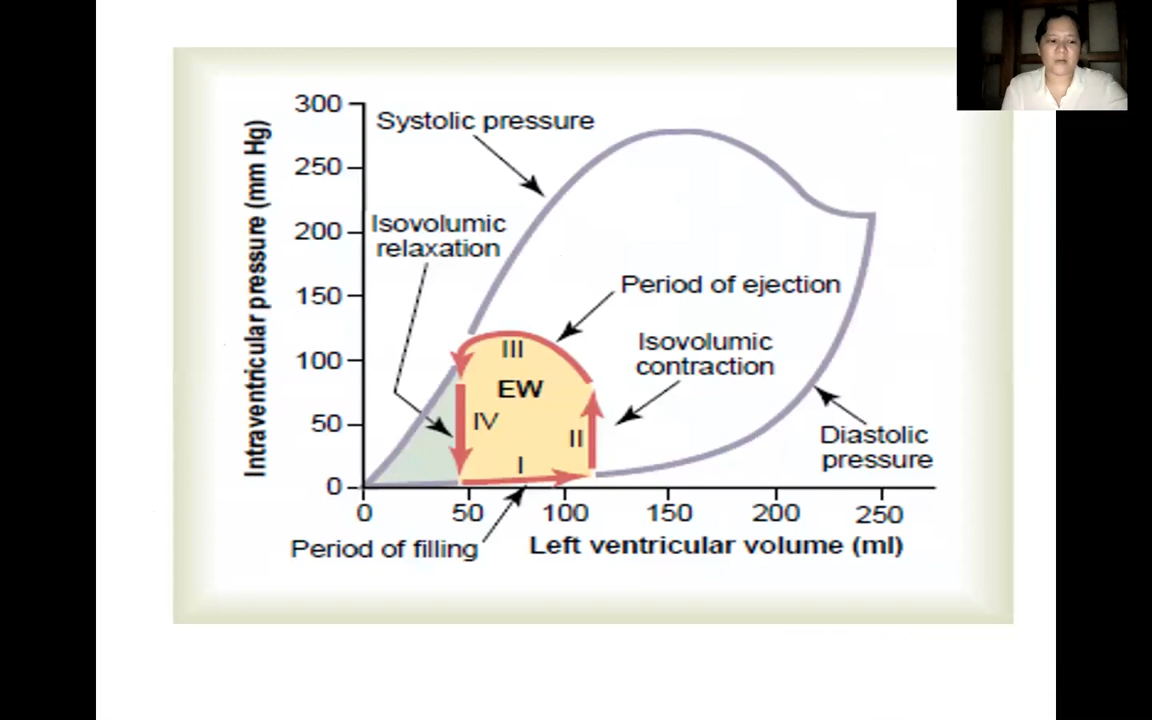 Intraventricular pressure (mm Hg)
300
250
200
150
100
50
0
Systolic pressure
Isovolumic
relaxation
Period of ejection
Isovolumic
contraction
III
EW
IV
II
I
Diastolic
pressure
0 50 100 150 200 250
Period of filling
Left ventricular volume (ml)